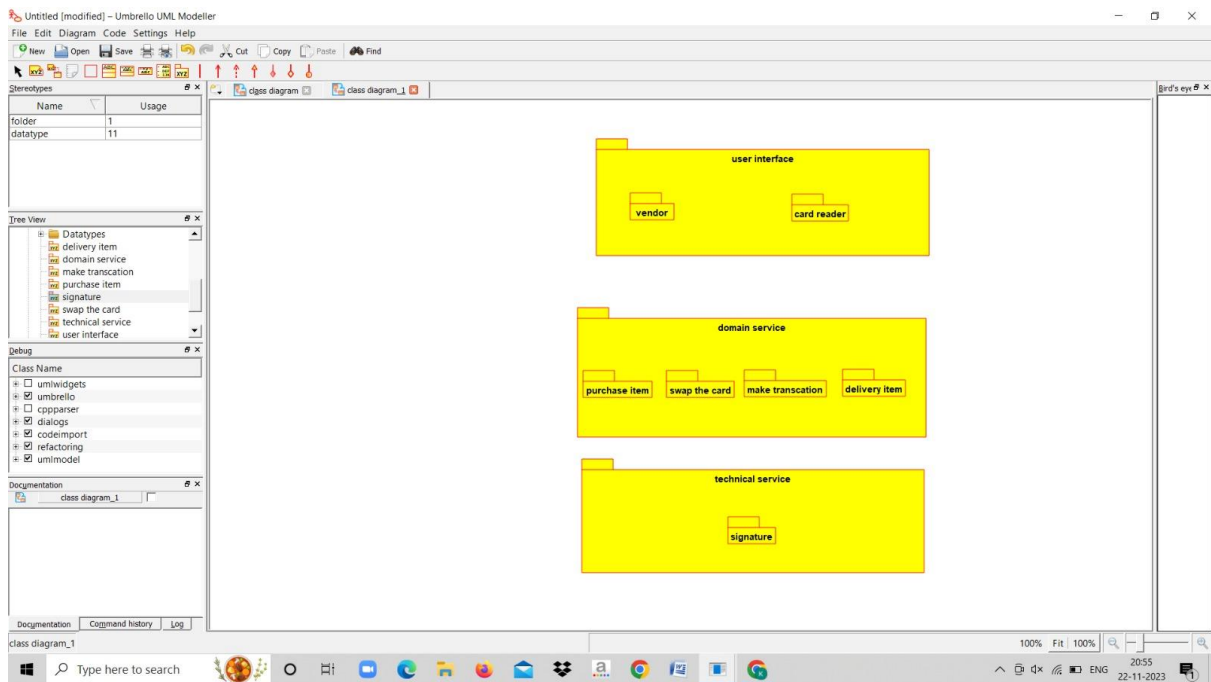 Untitled [modified] – Umbrello UML Modeller
File Edit Diagram Code Settings Help
New Open Save Cut Copy Paste Find
Stereotypes
Name Usage
folder 1
datatype 11
Tree View
Datatypes
delivery item
domain service
make transcation
purchase item
signature
swap the card
technical service
user interface
Debug
Class Name
umlwidgets
umbrello
cppparser
dialogs
codeimport
refactoring
umlmodel
Documentation
class diagram_1
Documentation Command history Log
class diagram class diagram_1
user interface
vendor card reader
domain service
purchase item swap the card make transcation delivery item
technical service
signature
Bird's eye
class diagram_1
100% Fit 100%
Type here to search
ENG
20:55
22-11-2023